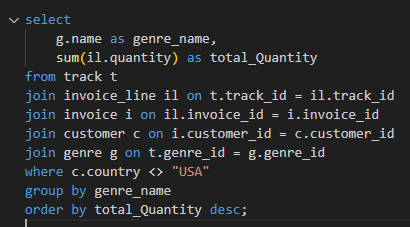 select
g.name as genre_name,
sum(il.quantity) as total_Quantity
from track t
join invoice_line il on t.track_id = il.track_id
join invoice i on il.invoice_id = i.invoice_id
join customer c on i.customer_id = c.customer_id
join genre g on t.genre_id = g.genre_id
where c.country <> "USA"
group by genre_name
order by total_Quantity desc;